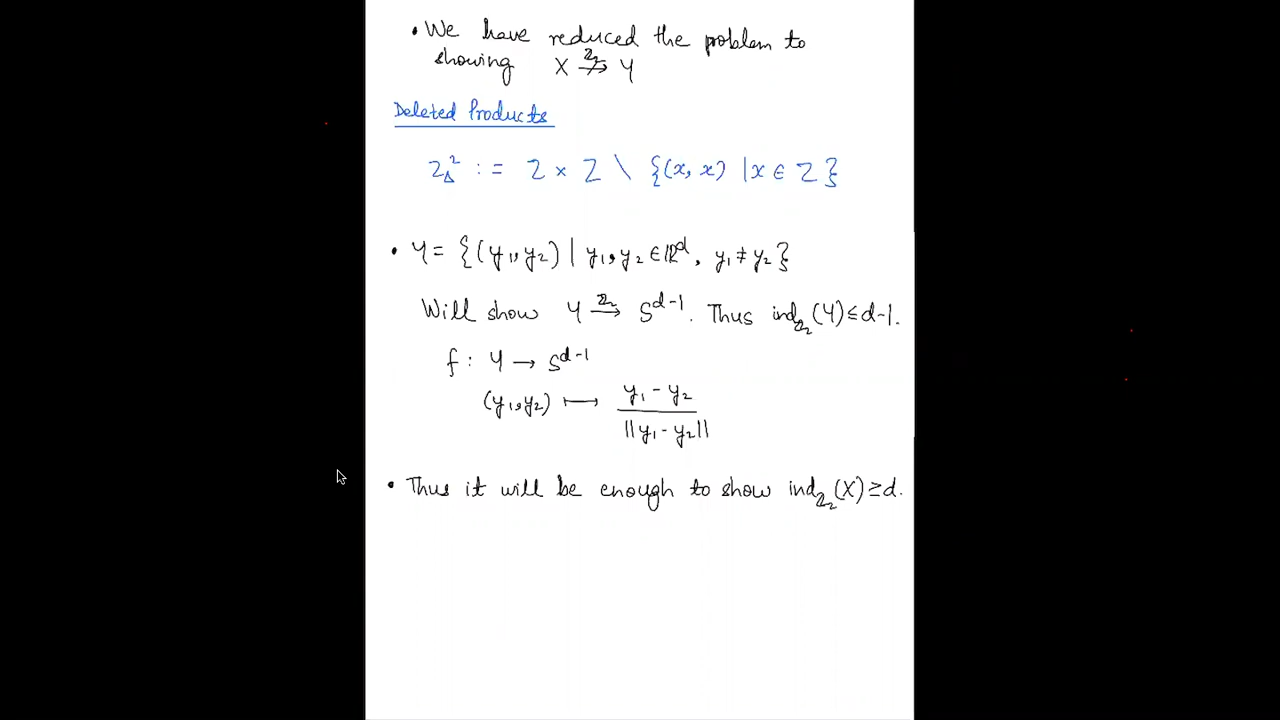 • We have reduced the problem to
showing X ↛^{Z₂} Y
Deleted Products
Z_Δ^2 := Z × Z \ {(x, x) | x ∈ Z}
• Y = {(y₁, y₂) | y₁, y₂ ∈ ℝ^d, y₁ ≠ y₂}
Will show Y →^{Z₂} S^{d-1}. Thus ind_{Z₂}(Y) ≤ d-1.
f : Y → S^{d-1}
(y₁, y₂) ⟼ y₁ - y₂
||y₁ - y₂||
• Thus it will be enough to show ind_{Z₂}(X) ≥ d.